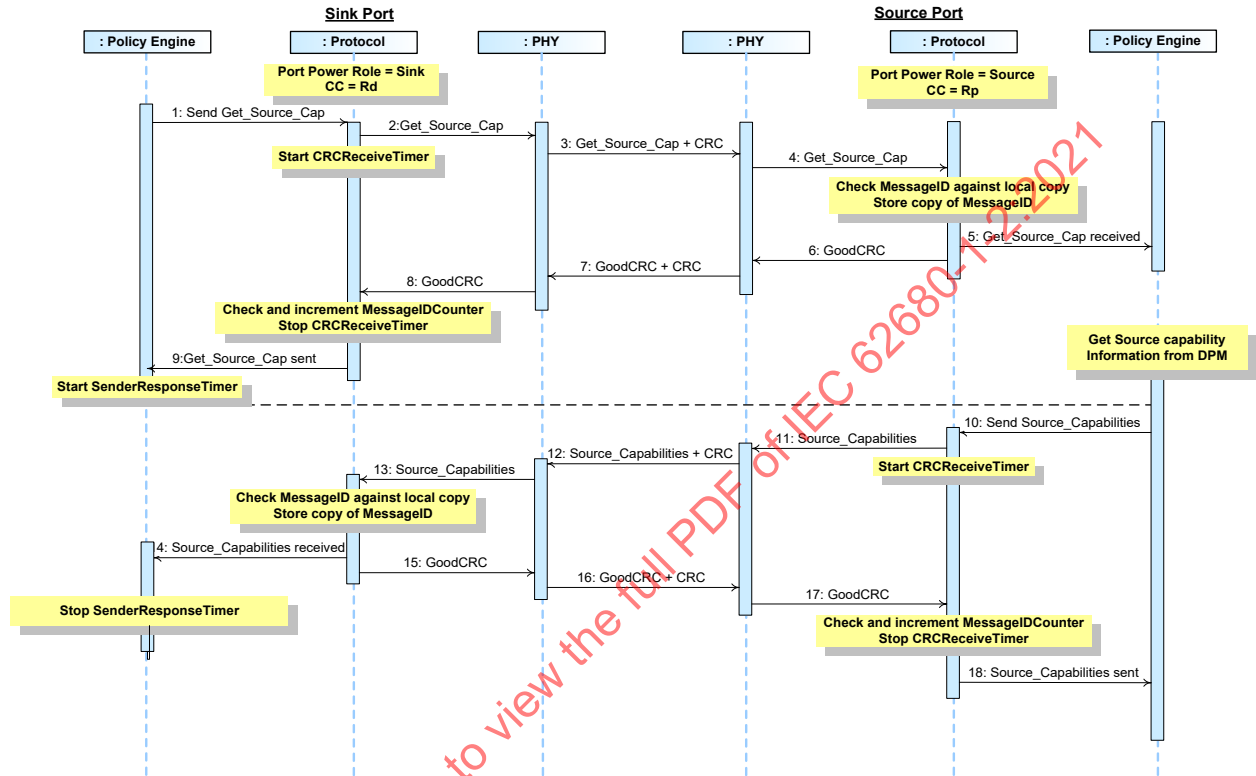 Sink Port
Source Port
: Policy Engine
: Protocol
: PHY
: PHY
: Protocol
: Policy Engine
Port Power Role = Sink
CC = Rd
Port Power Role = Source
CC = Rp
1: Send Get_Source_Cap
2:Get_Source_Cap
Start CRCReceiveTimer
3: Get_Source_Cap + CRC
4: Get_Source_Cap
Check MessageID against local copy
Store copy of MessageID
5: Get_Source_Cap received
6: GoodCRC
7: GoodCRC + CRC
8: GoodCRC
Check and increment MessageIDCounter
Stop CRCReceiveTimer
9:Get_Source_Cap sent
Start SenderResponseTimer
Get Source capability
Information from DPM
10: Send Source_Capabilities
11: Source_Capabilities
Start CRCReceiveTimer
12: Source_Capabilities + CRC
13: Source_Capabilities
Check MessageID against local copy
Store copy of MessageID
4: Source_Capabilities received
15: GoodCRC
16: GoodCRC + CRC
17: GoodCRC
Stop SenderResponseTimer
Check and increment MessageIDCounter
Stop CRCReceiveTimer
18: Source_Capabilities sent
to view the full PDF of IEC 62680-1-2:2021